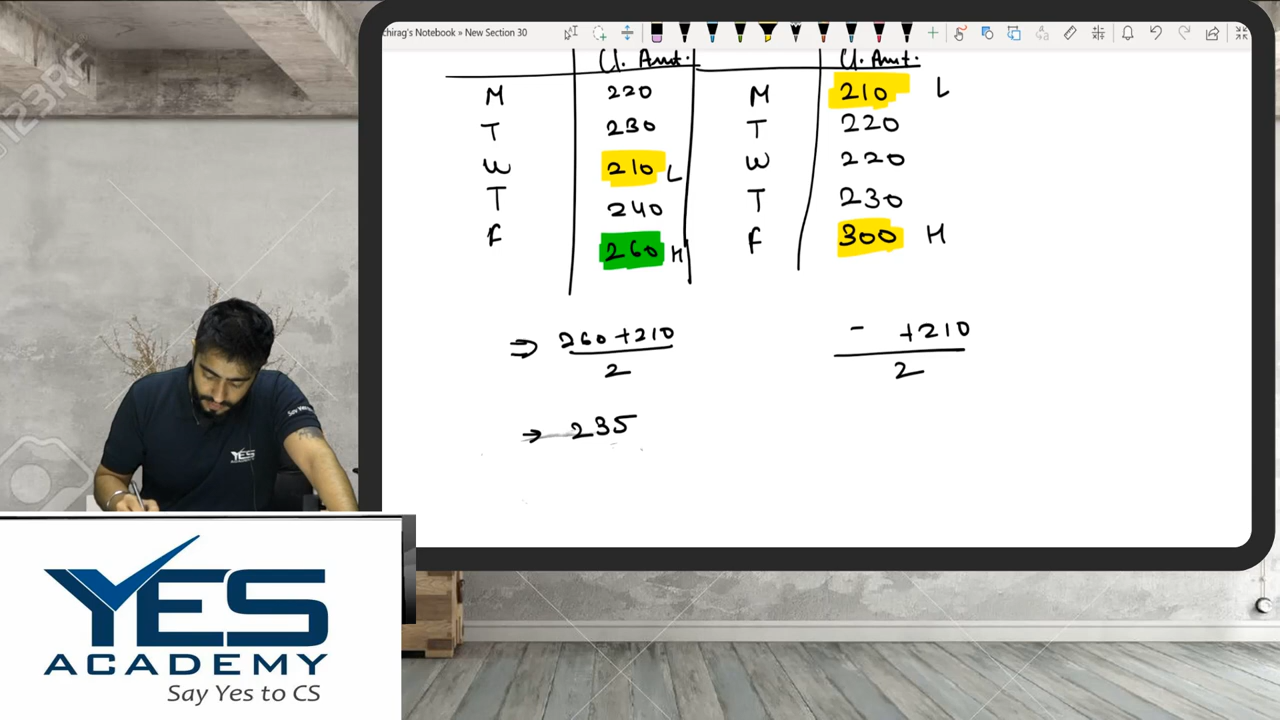 chirag's Notebook » New Section 30
Cl. Amt. Cl. Amt.
M 220 M 210 L
T 230 T 220
W 210 L W 220
T 240 T 230
F 260 H F 300 H
⇒ 260 + 210 / 2 - + 210 / 2
→ 235
YES
YES
ACADEMY
Say Yes to CS